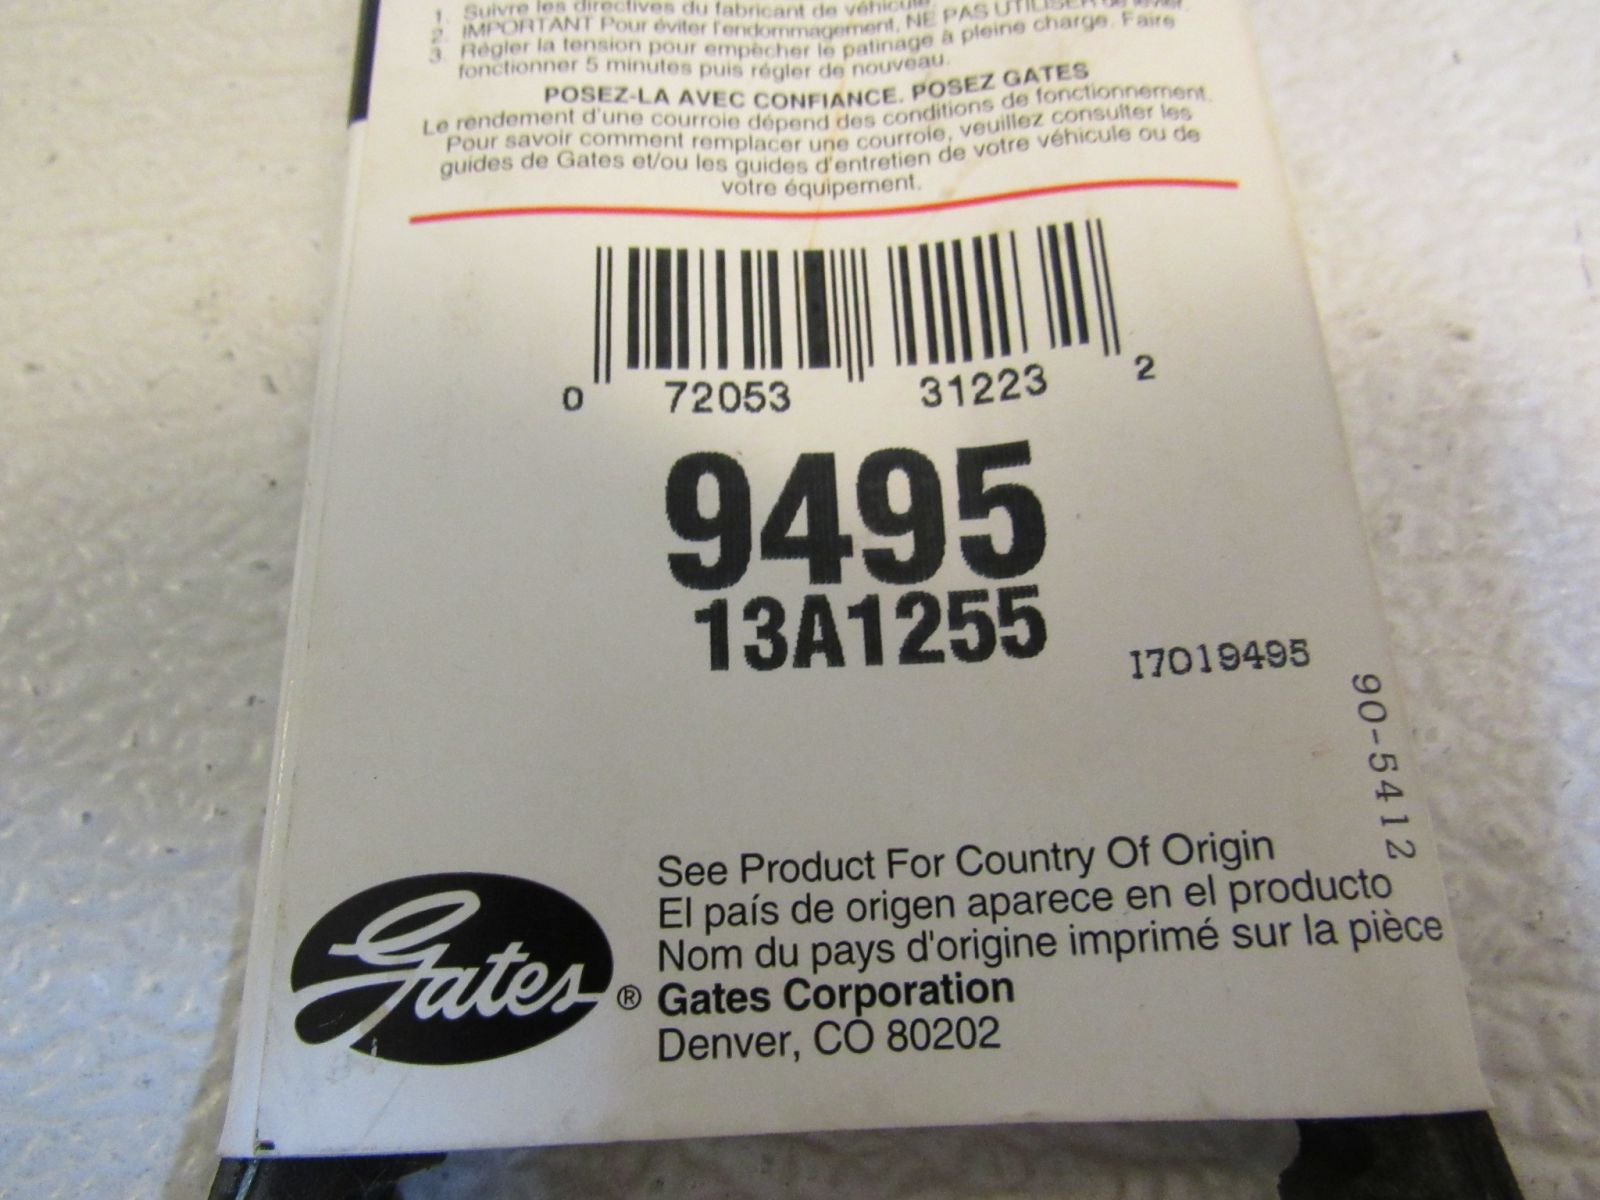 1. Suivre les directives du fabricant de véhicule.
2. IMPORTANT Pour éviter l'endommagement, NE PAS UTILISER de levier.
3. Régler la tension pour empêcher le patinage à pleine charge. Faire
fonctionner 5 minutes puis régler de nouveau.
POSEZ-LA AVEC CONFIANCE. POSEZ GATES
Le rendement d'une courroie dépend des conditions de fonctionnement.
Pour savoir comment remplacer une courroie, veuillez consulter les
guides de Gates et/ou les guides d'entretien de votre véhicule ou de
votre équipement.
0 72053 31223 2
9495
13A1255
I7019495
90-5412
See Product For Country Of Origin
El país de origen aparece en el producto
Nom du pays d'origine imprimé sur la pièce
Gates Corporation
Denver, CO 80202
Gates®